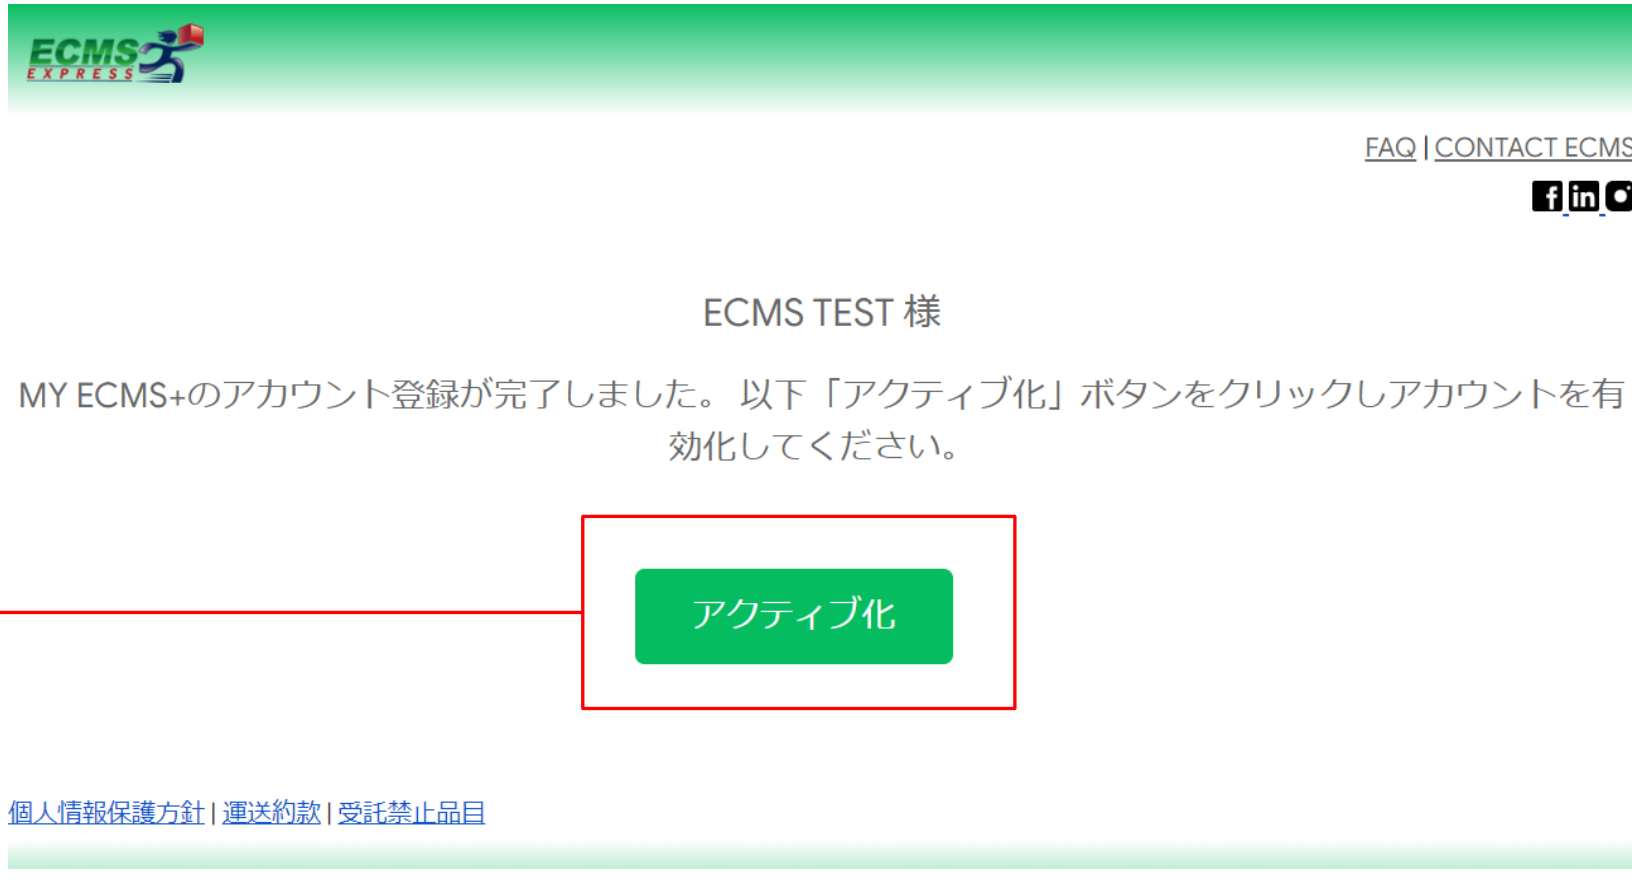 ECMS
EXPRESS
FAQ | CONTACT ECMS
ECMS TEST 様
MY ECMS+のアカウント登録が完了しました。 以下「アクティブ化」ボタンをクリックしアカウントを有
効化してください。
アクティブ化
個人情報保護方針 | 運送約款 | 受託禁止品目